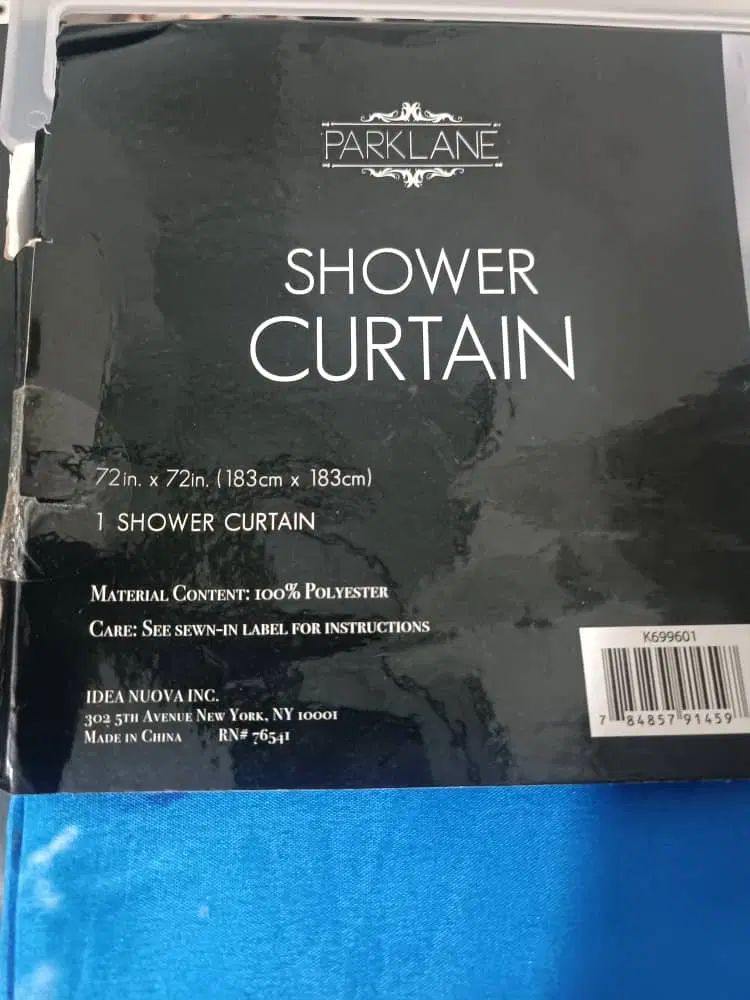 PARKLANE
SHOWER
CURTAIN
72in. x 72in. (183cm x 183cm)
1 SHOWER CURTAIN
MATERIAL CONTENT: 100% POLYESTER
CARE: SEE SEWN-IN LABEL FOR INSTRUCTIONS
K699601
7 84857 91459
IDEA NUOVA INC.
302 5TH AVENUE NEW YORK, NY 10001
MADE IN CHINA RN# 76541